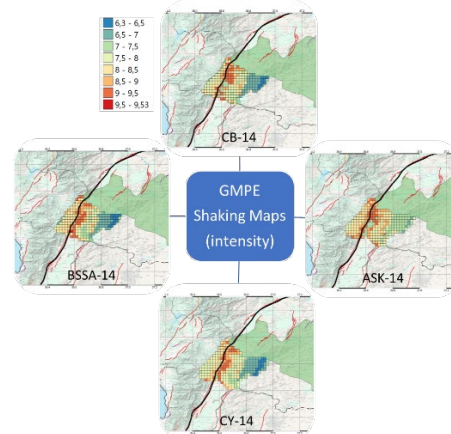 6,3 - 6,5
6,5 - 7
7 - 7,5
7,5 - 8
8 - 8,5
8,5 - 9
9 - 9,5
9,5 - 9,53
CB-14
GMPE
Shaking Maps
(intensity)
BSSA-14
ASK-14
CY-14